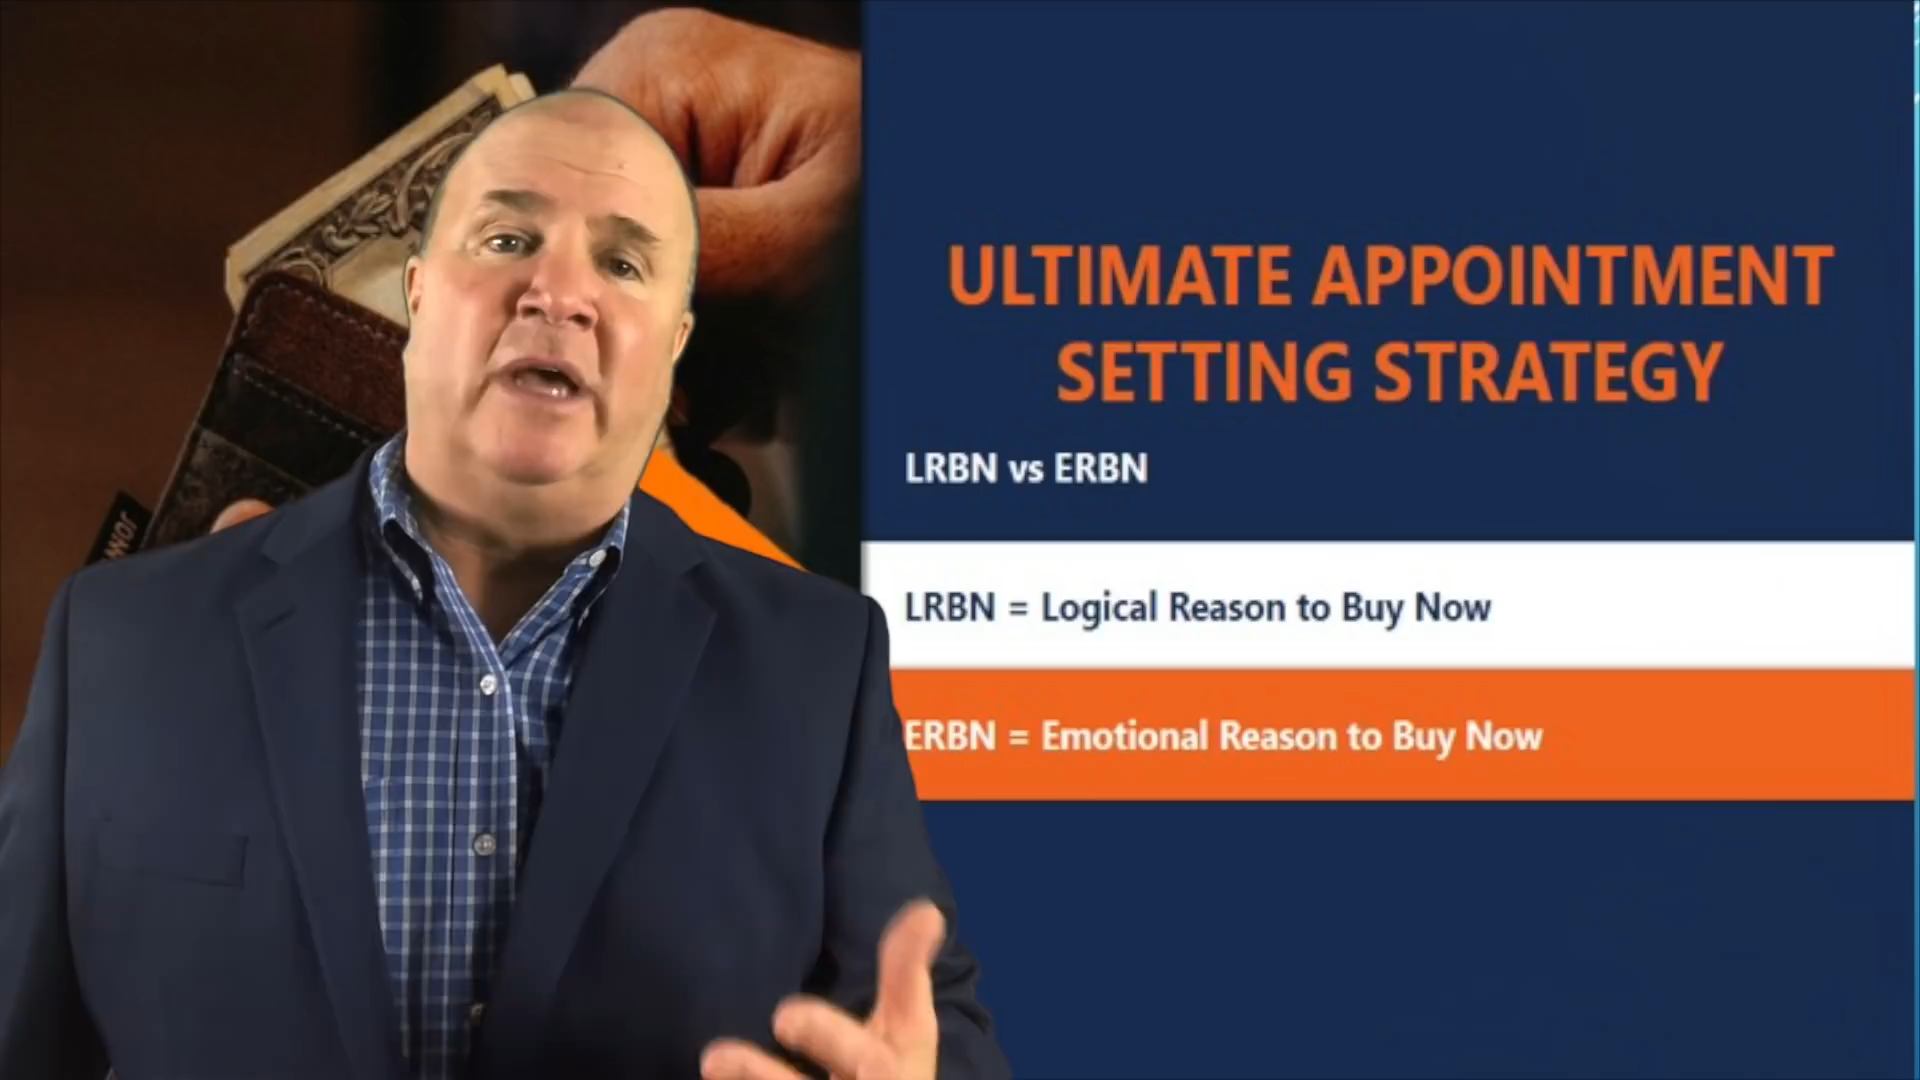 ULTIMATE APPOINTMENT
SETTING STRATEGY
LRBN vs ERBN
LRBN = Logical Reason to Buy Now
ERBN = Emotional Reason to Buy Now